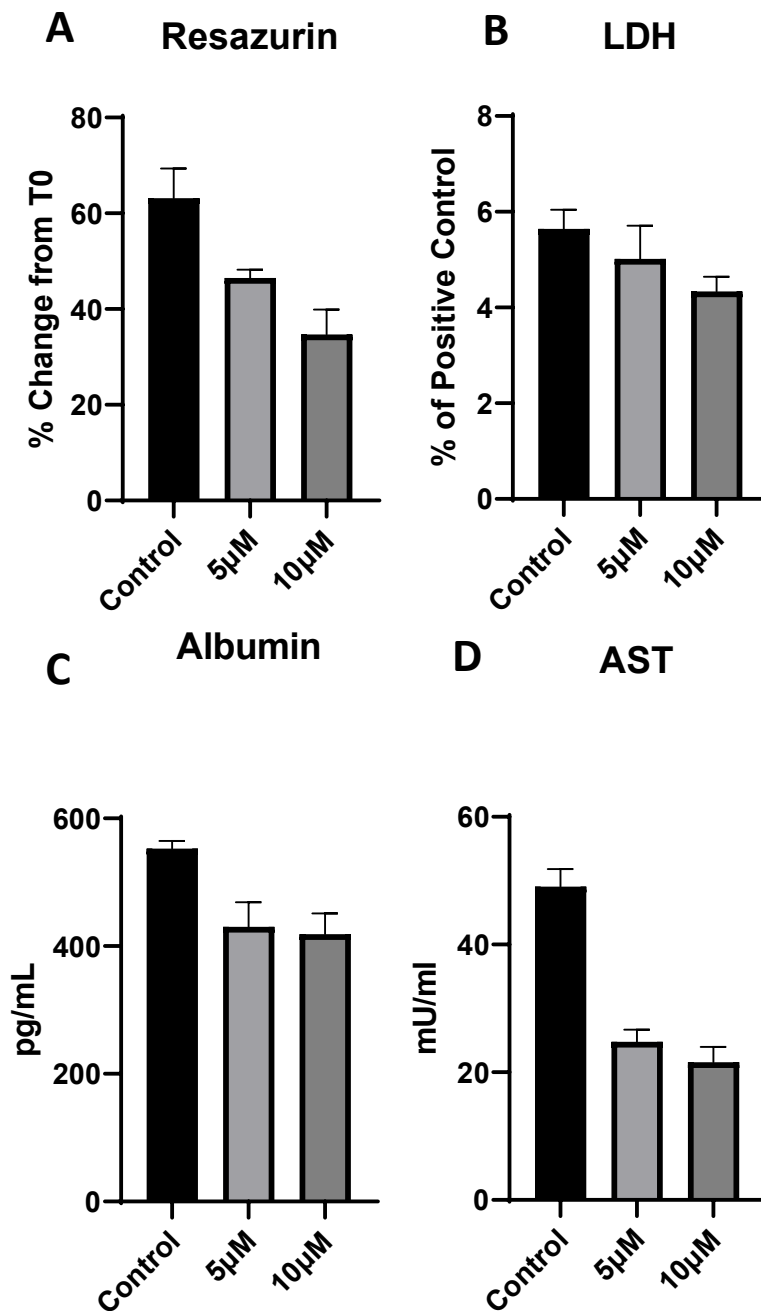 A
Resazurin
% Change from T0
80
60
40
20
0
Control
5µM
10µM
B
LDH
% of Positive Control
8
6
4
2
0
Control
5µM
10µM
C
Albumin
pg/mL
600
400
200
0
Control
5µM
10µM
D
AST
mU/ml
60
40
20
0
Control
5µM
10µM